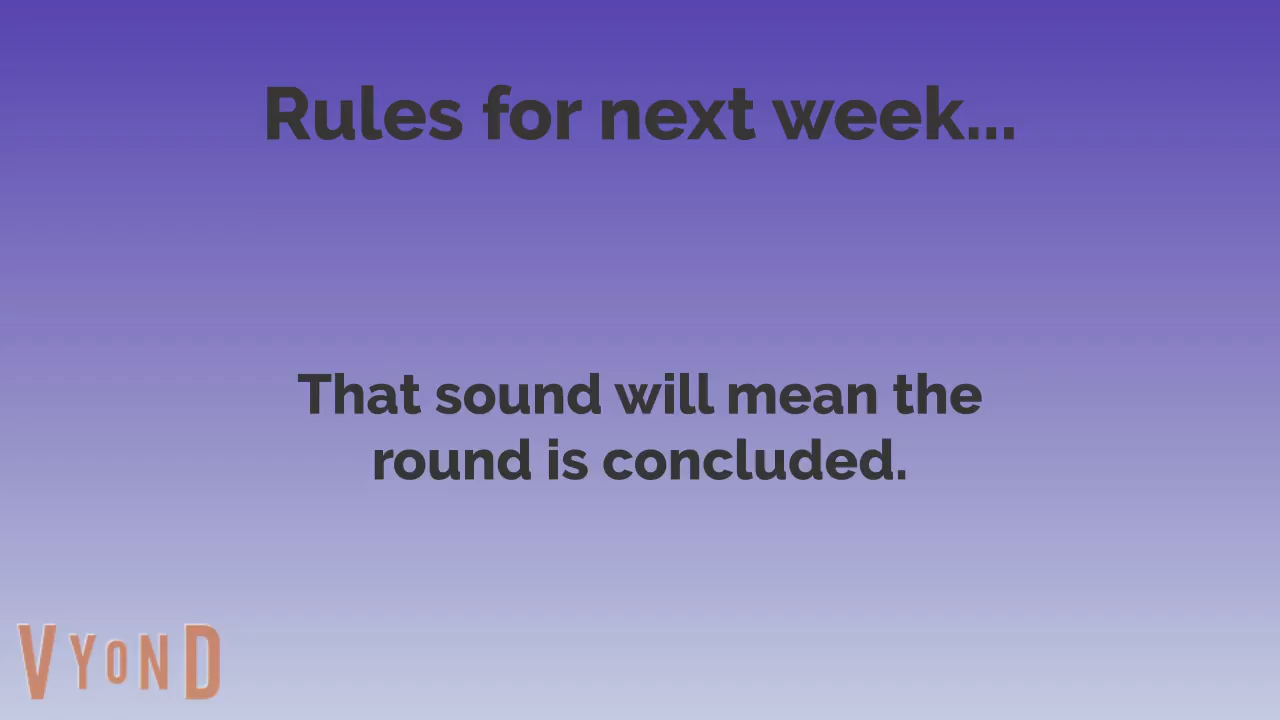 Rules for next week...
That sound will mean the
round is concluded.
VYOND